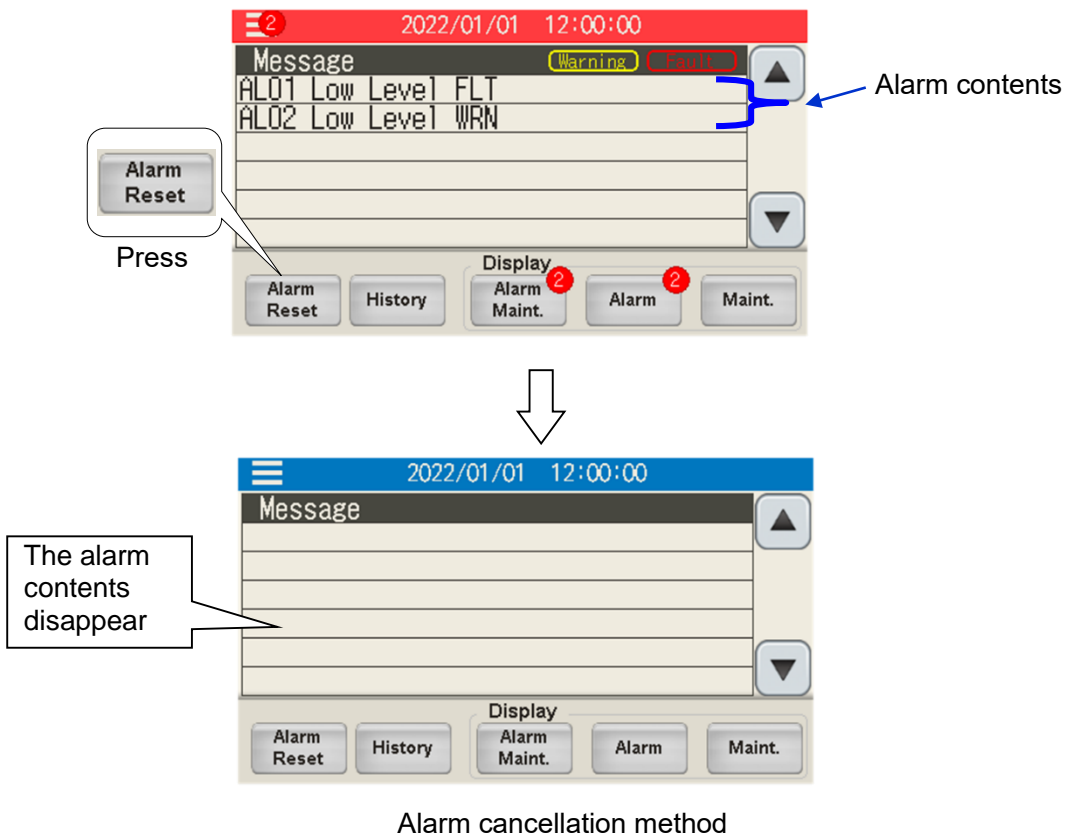 2
2022/01/01 12:00:00
Message Warning Fault
AL01 Low Level FLT
AL02 Low Level WRN
Alarm contents
Alarm
Reset
Press
Display
Alarm
Reset
History
Alarm
Maint.
2
Alarm
2
Maint.
2022/01/01 12:00:00
Message
The alarm
contents
disappear
Display
Alarm
Reset
History
Alarm
Maint.
Alarm
Maint.
Alarm cancellation method